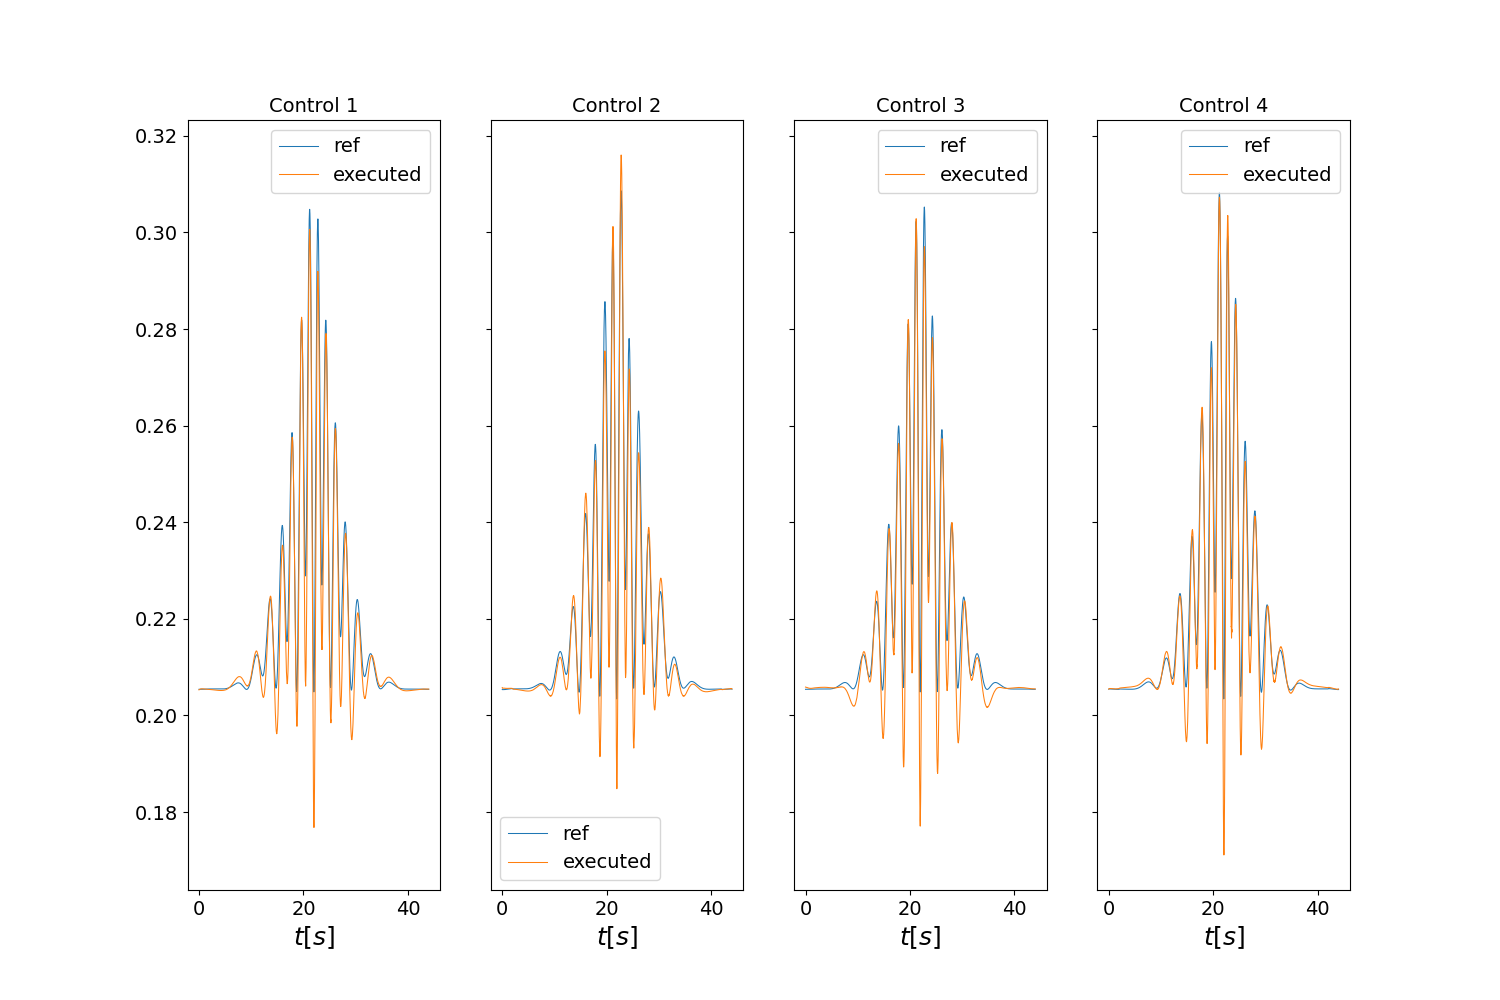 Control 1
Control 2
Control 3
Control 4
ref
executed
ref
executed
ref
executed
ref
executed
0.32
0.30
0.28
0.26
0.24
0.22
0.20
0.18
0 20 40
0 20 40
0 20 40
0 20 40
t[s]
t[s]
t[s]
t[s]